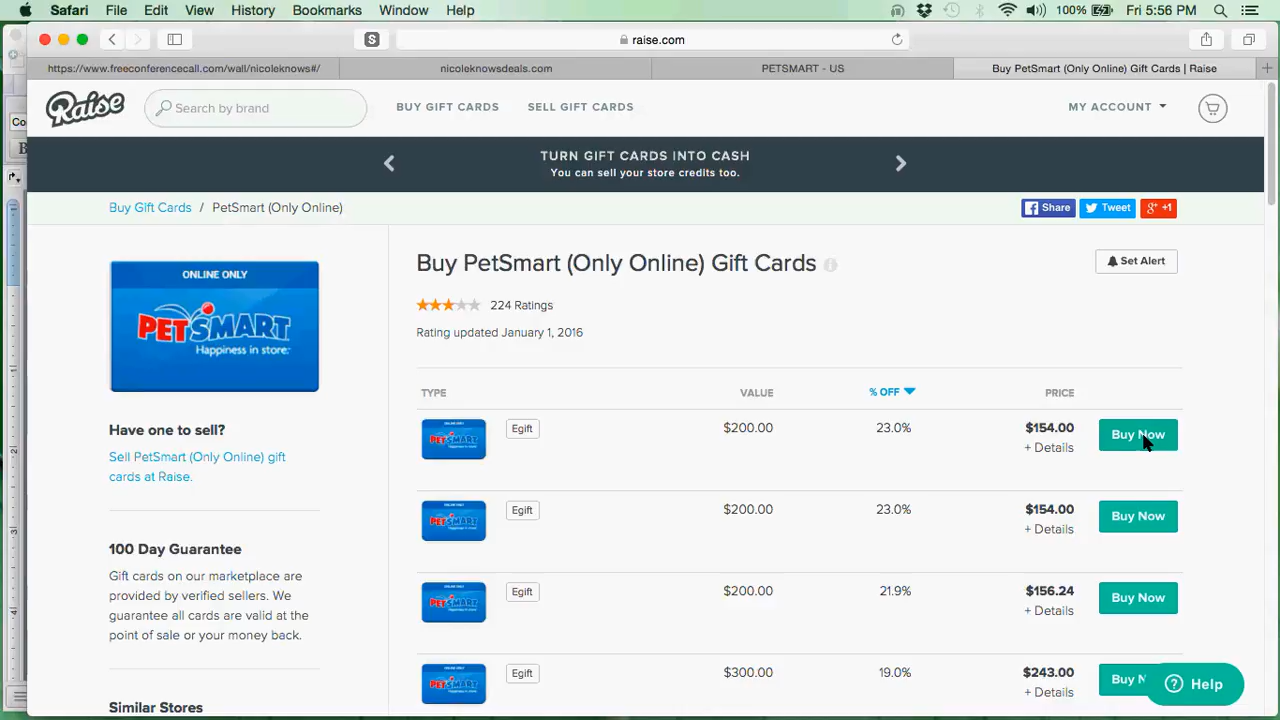 Safari File Edit View History Bookmarks Window Help 100% Fri 5:56 PM
S raise.com
https://www.freeconferencecall.com/wall/nicoleknows#/ nicoleknowsdeals.com PETSMART - US Buy PetSmart (Only Online) Gift Cards | Raise
Raise Search by brand BUY GIFT CARDS SELL GIFT CARDS MY ACCOUNT
Co
B
TURN GIFT CARDS INTO CASH
You can sell your store credits too.
Buy Gift Cards / PetSmart (Only Online) Share Tweet g+ +1
ONLINE ONLY
PETSMART
Happiness in store.
Buy PetSmart (Only Online) Gift Cards Set Alert
224 Ratings
Rating updated January 1, 2016
TYPE VALUE % OFF PRICE
Egift $200.00 23.0% $154.00 Buy Now
+ Details
Egift $200.00 23.0% $154.00 Buy Now
+ Details
Egift $200.00 21.9% $156.24 Buy Now
+ Details
Egift $300.00 19.0% $243.00
+ Details
Have one to sell?
Sell PetSmart (Only Online) gift
cards at Raise.
100 Day Guarantee
Gift cards on our marketplace are
provided by verified sellers. We
guarantee all cards are valid at the
point of sale or your money back.
Similar Stores
Help